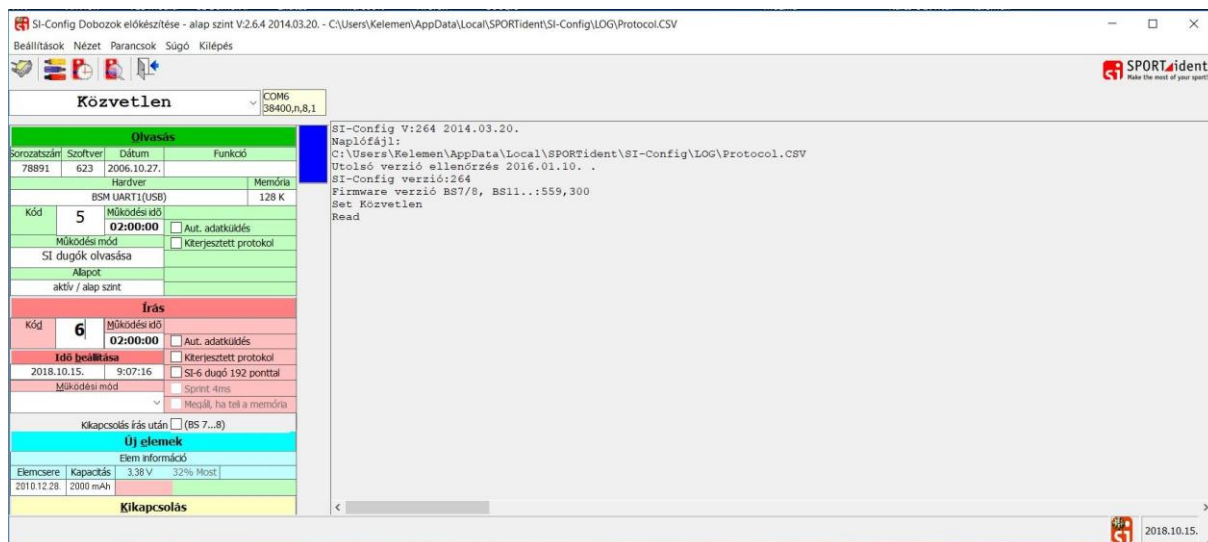 SI-Config Dobozok előkészítése - alap szint V:2.6.4 2014.03.20. - C:\Users\Kelemen\AppData\Local\SPORTident\SI-Config\LOG\Protocol.CSV
Beállítások Nézet Parancsok Súgó Kilépés
SPORTident
Make the most of your sport!
Közvetlen
COM6
38400,n,8,1
Olvasás
Sorozatszám Szoftver Dátum Funkció
78891 623 2006.10.27.
Hardver Memória
BSM UART1(USB) 128 K
Kód 5 Működési idő
02:00:00 Aut. adatküldés
Működési mód Kiterjesztett protokol
SI dugók olvasása
Állapot
aktív / alap szint
Írás
Kód 6 Működési idő
02:00:00 Aut. adatküldés
Idő beállítása Kiterjesztett protokol
2018.10.15. 9:07:16 SI-6 dugó 192 ponttal
Működési mód Sprint 4ms
Megáll, ha teli a memória
Kikapcsolás írás után (BS 7...8)
Új elemek
Elem információ
Elemcsere Kapacitás 3,38 V 32% Most
2010.12.28. 2000 mAh
Kikapcsolás
SI-Config V:264 2014.03.20.
Naplófájl:
C:\Users\Kelemen\AppData\Local\SPORTident\SI-Config\LOG\Protocol.CSV
Utolsó verzió ellenőrzés 2016.01.10. .
SI-Config verzió:264
Firmware verzió BS7/8, BS11..:559,300
Set Közvetlen
Read
2018.10.15.